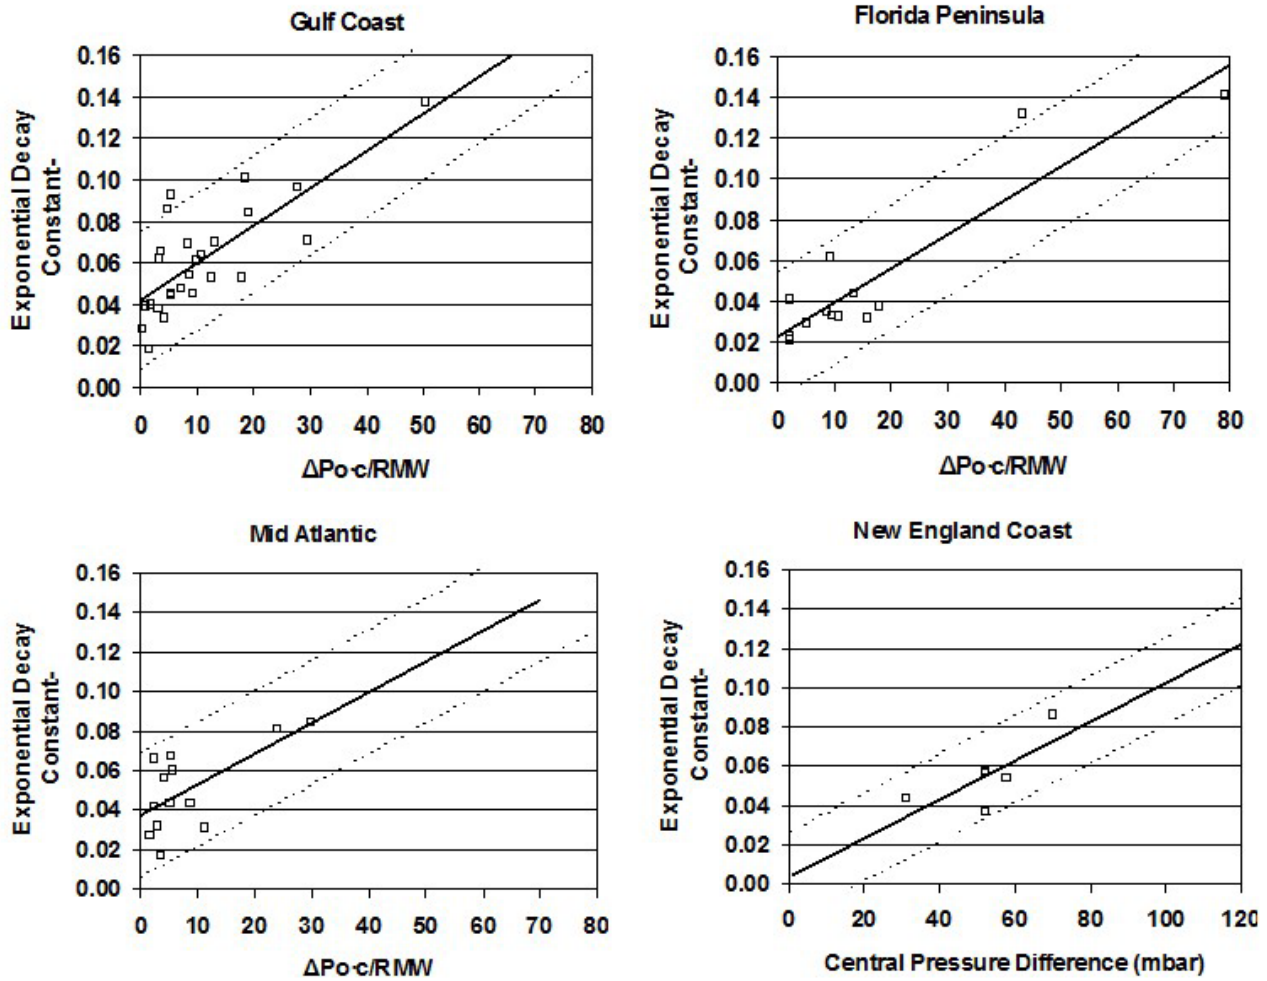 Gulf Coast
0.16
0.14
0.12
0.10
0.08
0.06
0.04
0.02
0.00
Exponential Decay
Constant-
0 10 20 30 40 50 60 70 80
ΔPo·c/RMW
Florida Peninsula
0.16
0.14
0.12
0.10
0.08
0.06
0.04
0.02
0.00
Exponential Decay
Constant-
0 10 20 30 40 50 60 70 80
ΔPo·c/RMW
Mid Atlantic
0.16
0.14
0.12
0.10
0.08
0.06
0.04
0.02
0.00
Exponential Decay
Constant-
0 10 20 30 40 50 60 70 80
ΔPo·c/RMW
New England Coast
0.16
0.14
0.12
0.10
0.08
0.06
0.04
0.02
0.00
Exponential Decay
Constant-
0 20 40 60 80 100 120
Central Pressure Difference (mbar)